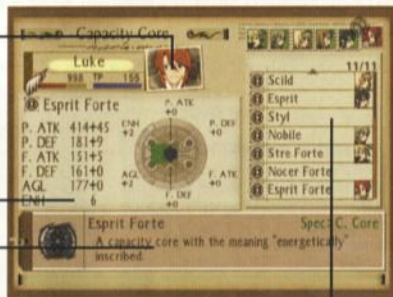 Capacity Core
Luke
998 TP 155
11/11
Esprit Forte
P. ATK 414+45
P. DEF 181+9
F. ATK 151+5
F. DEF 161+0
AGL 177+0
ENH 6
P. ATK
+0
ENH
+2
P. DEF
+0
AGL
+2
F. ATK
+0
F. DEF
+0
Scild
Esprit
Styl
Nobile
Stre Forte
Nocer Forte
Esprit Forte
Esprit Forte
Spect C. Core
A capacity core with the meaning "energetically"
inscribed.